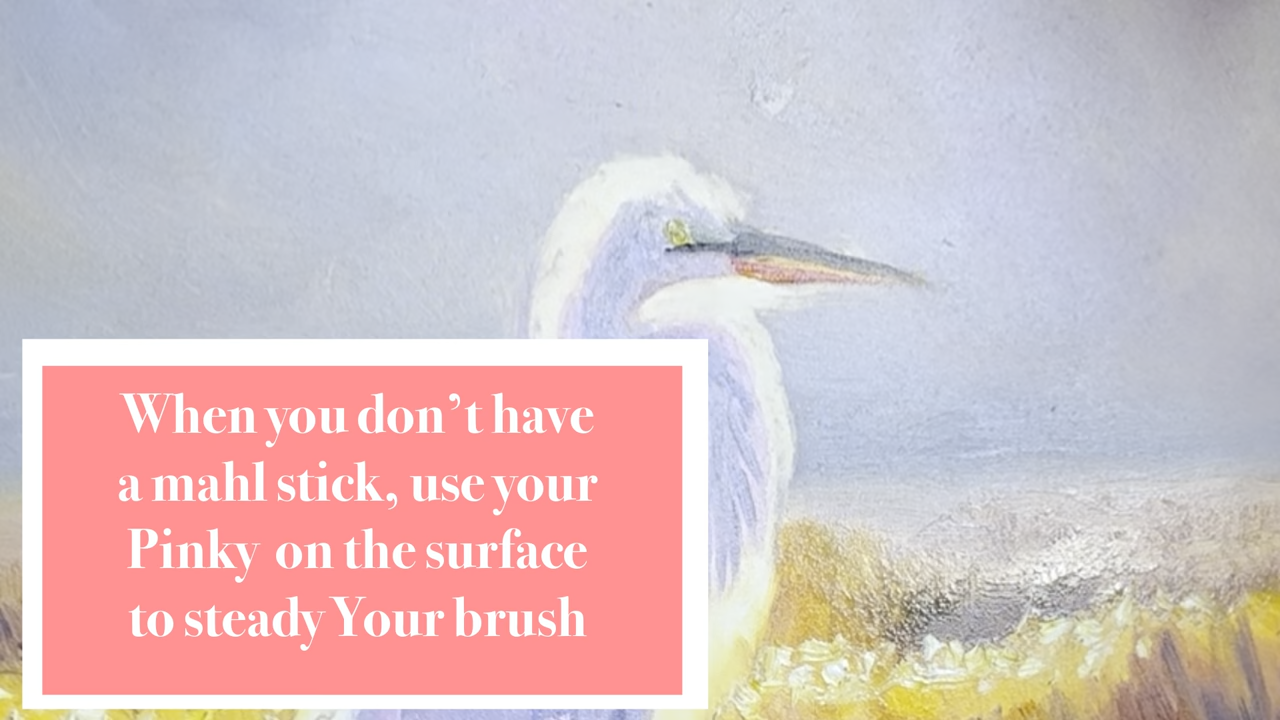 When you don’t have
a mahl stick, use your
Pinky on the surface
to steady Your brush